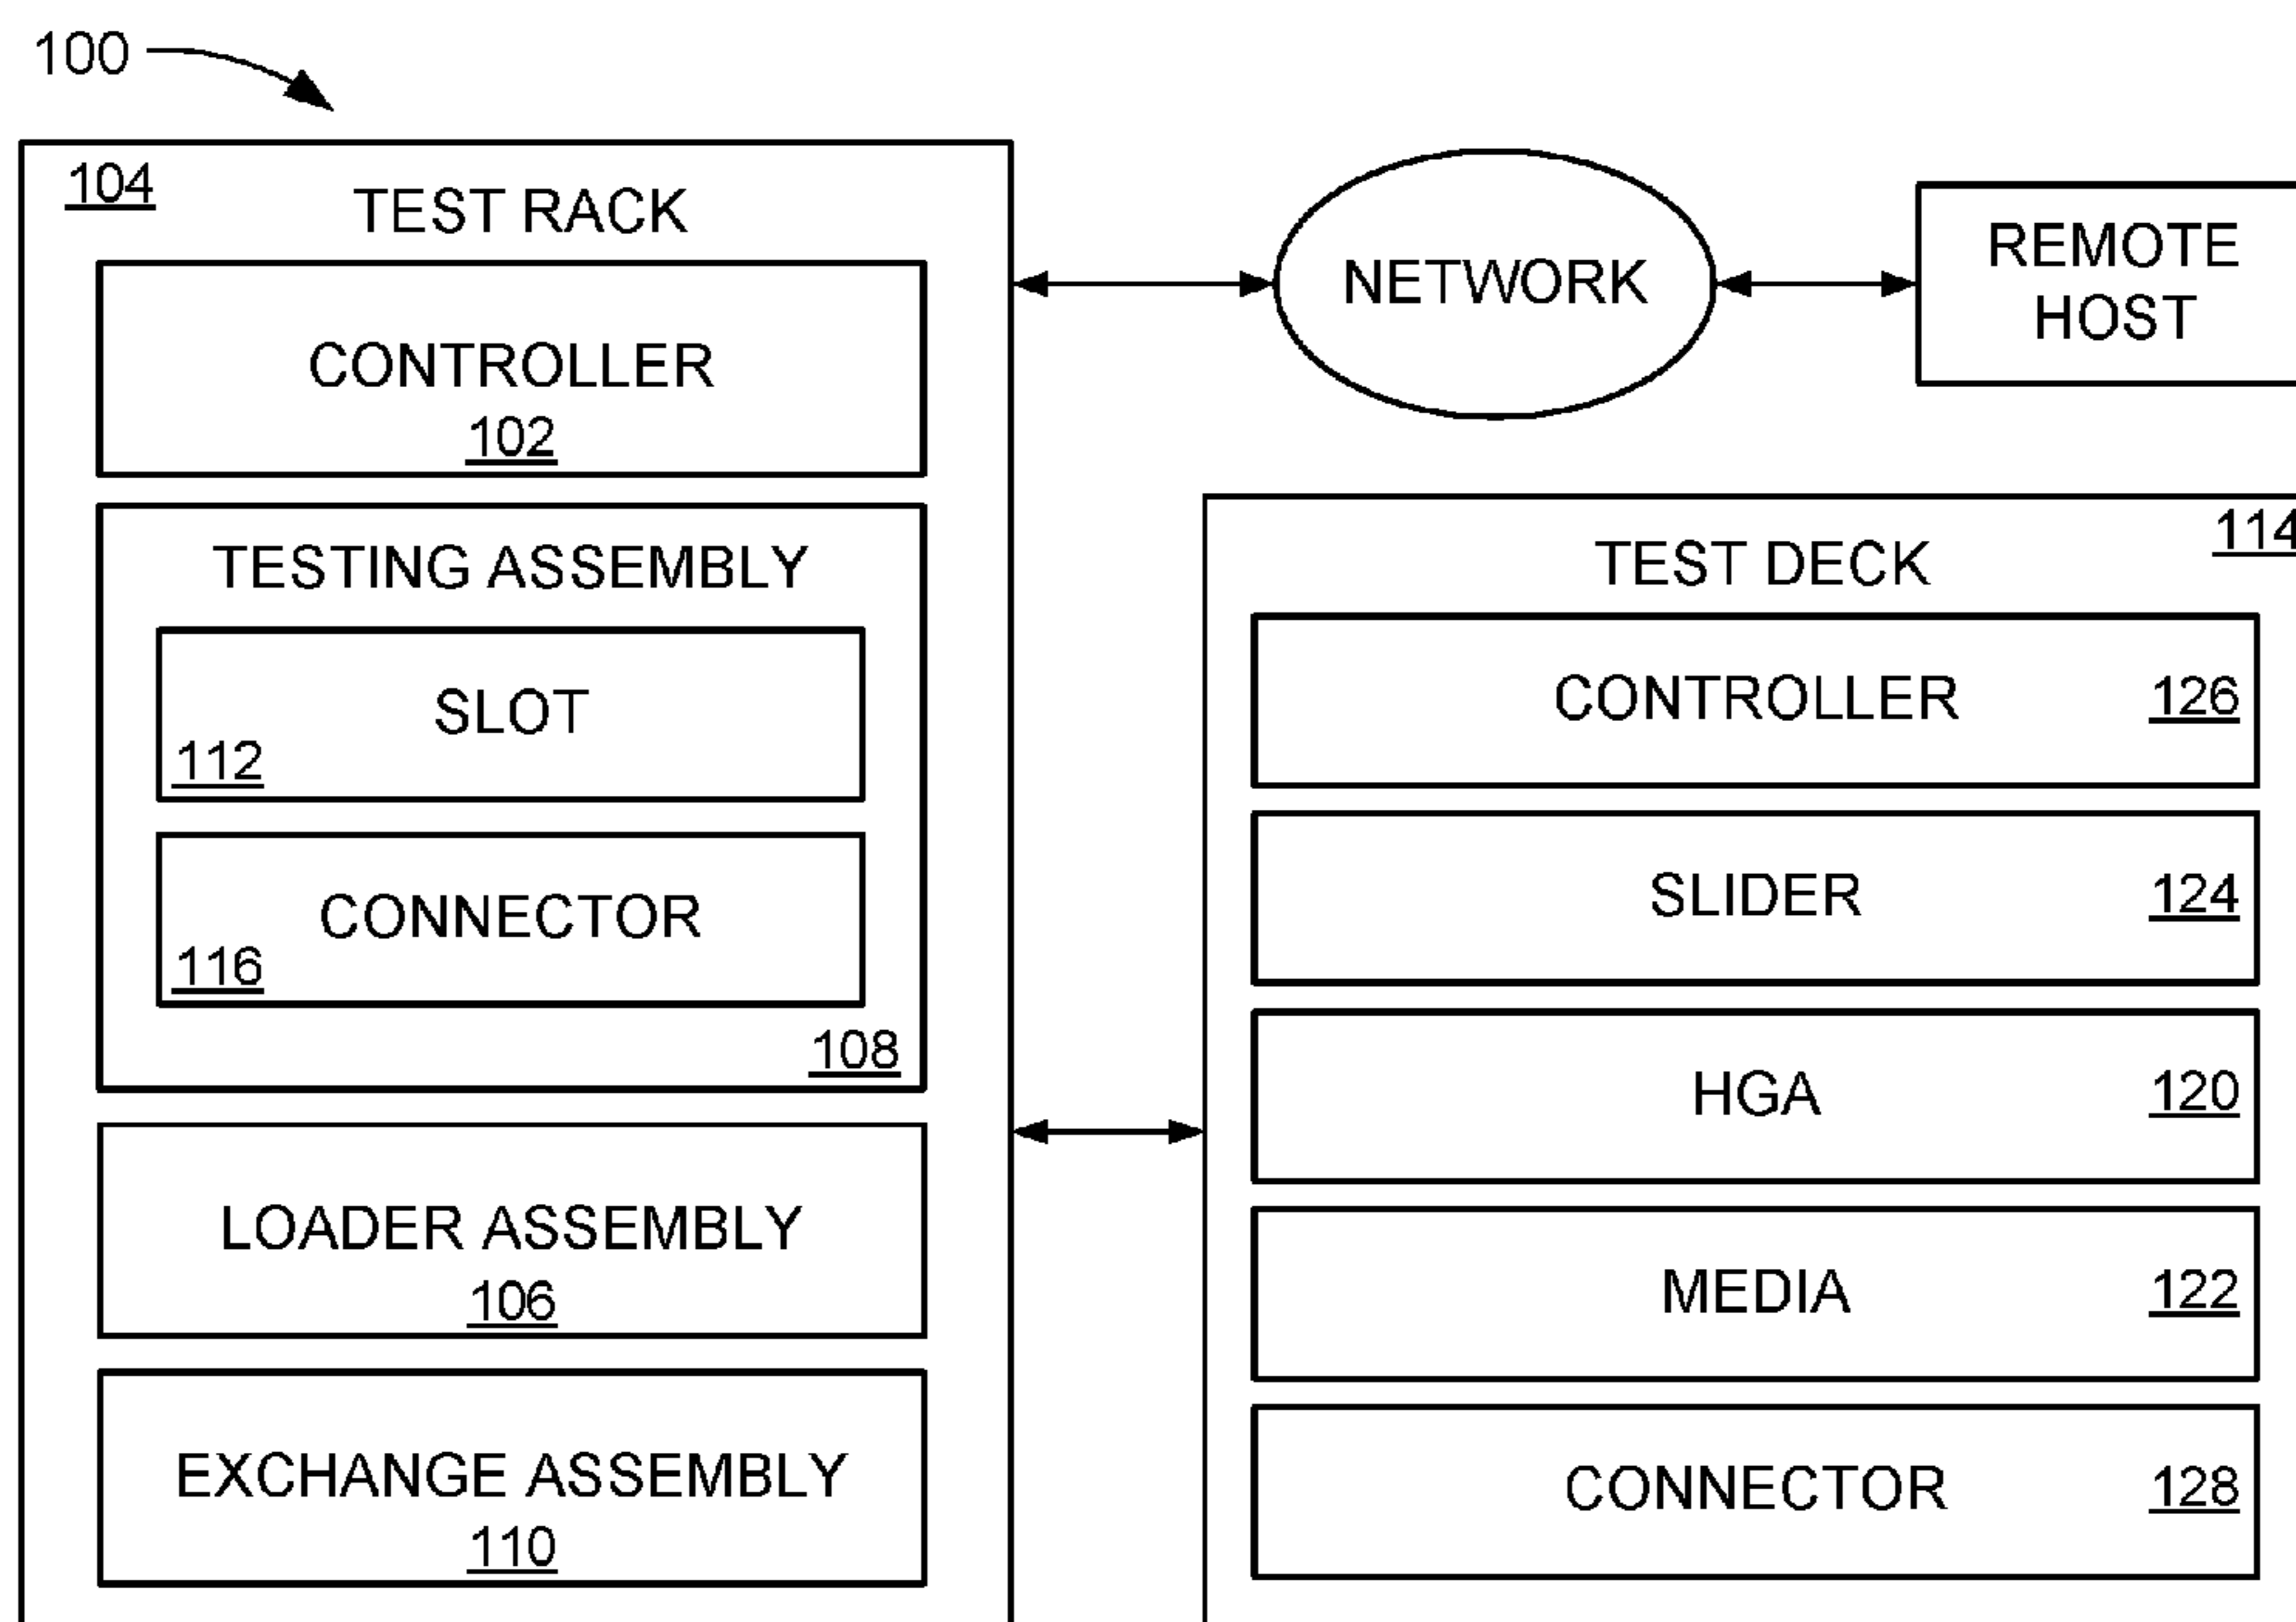 100
104
TEST RACK
CONTROLLER
102
TESTING ASSEMBLY
SLOT
112
CONNECTOR
116
108
LOADER ASSEMBLY
106
EXCHANGE ASSEMBLY
110
NETWORK
REMOTE
HOST
114
TEST DECK
CONTROLLER 126
SLIDER 124
HGA 120
MEDIA 122
CONNECTOR 128